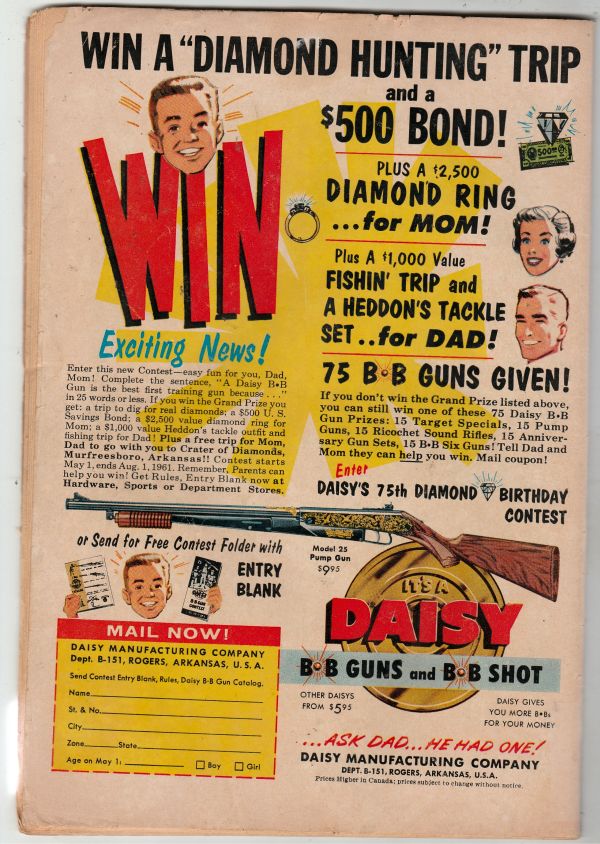 WIN A "DIAMOND HUNTING" TRIP
and a
$500 BOND!
WIN
500
PLUS A $2,500
DIAMOND RING
...for MOM!
Plus A $1,000 Value
FISHIN' TRIP and
A HEDDON'S TACKLE
SET..for DAD!
Exciting News!
Enter this new Contest—easy fun for you, Dad,
Mom! Complete the sentence, "A Daisy B•B
Gun is the best first training gun because . . ."
in 25 words or less. If you win the Grand Prize you
get: a trip to dig for real diamonds; a $500 U. S.
Savings Bond; a $2,500 value diamond ring for
Mom; a $1,000 value Heddon's tackle outfit and
fishing trip for Dad! Plus a free trip for Mom,
Dad to go with you to Crater of Diamonds,
Murfreesboro, Arkansas!! Contest starts
May 1, ends Aug. 1, 1961. Remember, Parents can
help you win! Get Rules, Entry Blank now at
Hardware, Sports or Department Stores,
75 B•B GUNS GIVEN!
If you don't win the Grand Prize listed above,
you can still win one of these 75 Daisy B•B
Gun Prizes: 15 Target Specials, 15 Pump
Guns, 15 Ricochet Sound Rifles, 15 Anniver-
sary Gun Sets, 15 B•B Six Guns! Tell Dad and
Mom they can help you win. Mail coupon!
Enter
DAISY'S 75th DIAMOND BIRTHDAY
CONTEST
or Send for Free Contest Folder with
ENTRY
BLANK
Model 25
Pump Gun
$9.95
IT'S A
DAISY
B•B GUNS and B•B SHOT
OTHER DAISYS
FROM $5.95
DAISY GIVES
YOU MORE B•Bs
FOR YOUR MONEY
...ASK DAD...HE HAD ONE!
DAISY MANUFACTURING COMPANY
DEPT. B-151, ROGERS, ARKANSAS, U.S.A.
Prices Higher in Canada; prices subject to change without notice.
MAIL NOW!
DAISY MANUFACTURING COMPANY
Dept. B-151, ROGERS, ARKANSAS, U. S. A.
Send Contest Entry Blank, Rules, Daisy B-B Gun Catalog.
Name
St. & No.
City
Zone State
Age on May 1: Boy Girl